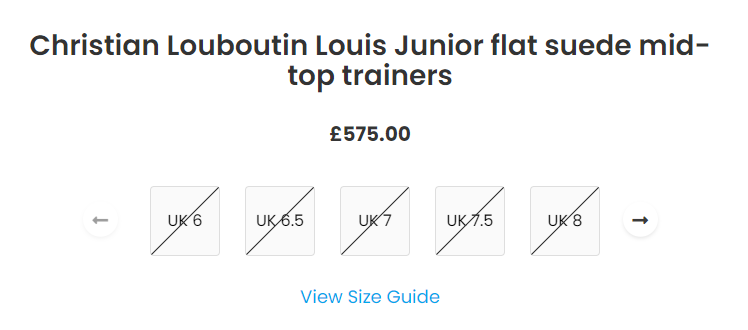 Christian Louboutin Louis Junior flat suede mid-
top trainers
£575.00
UK 6 UK 6.5 UK 7 UK 7.5 UK 8
View Size Guide